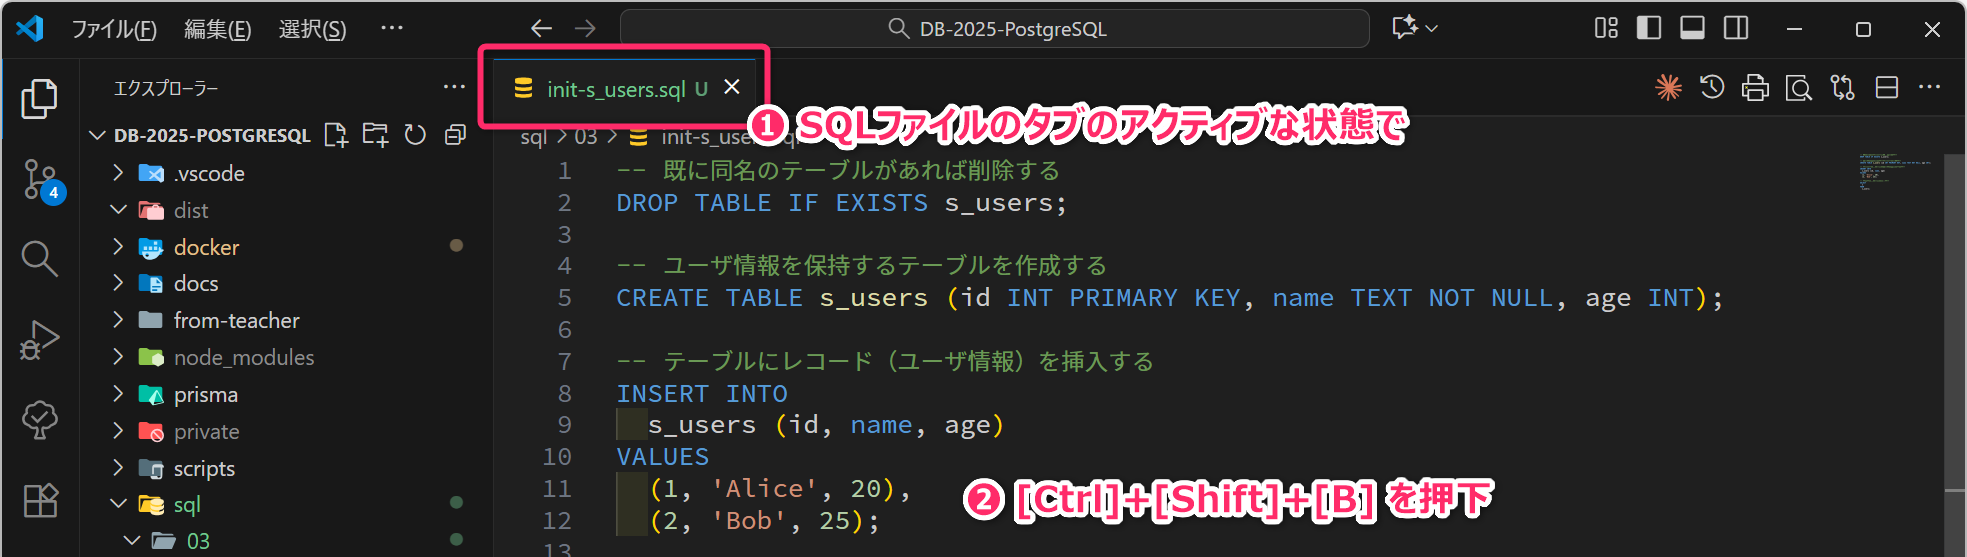 ファイル(F) 編集(E) 選択(S) ··· DB-2025-PostgreSQL
エクスプローラー ···
DB-2025-POSTGRESQL
.vscode
dist
docker
docs
from-teacher
node_modules
prisma
private
scripts
sql
03
4
init-s_users.sql U
❶ SQLファイルのタブのアクティブな状態で
sql > 03 >
1 -- 既に同名のテーブルがあれば削除する
2 DROP TABLE IF EXISTS s_users;
3
4 -- ユーザ情報を保持するテーブルを作成する
5 CREATE TABLE s_users (id INT PRIMARY KEY, name TEXT NOT NULL, age INT);
6
7 -- テーブルにレコード（ユーザ情報）を挿入する
8 INSERT INTO
9 s_users (id, name, age)
10 VALUES
11 (1, 'Alice', 20),
12 (2, 'Bob', 25);
13
❷ [Ctrl]+[Shift]+[B] を押下